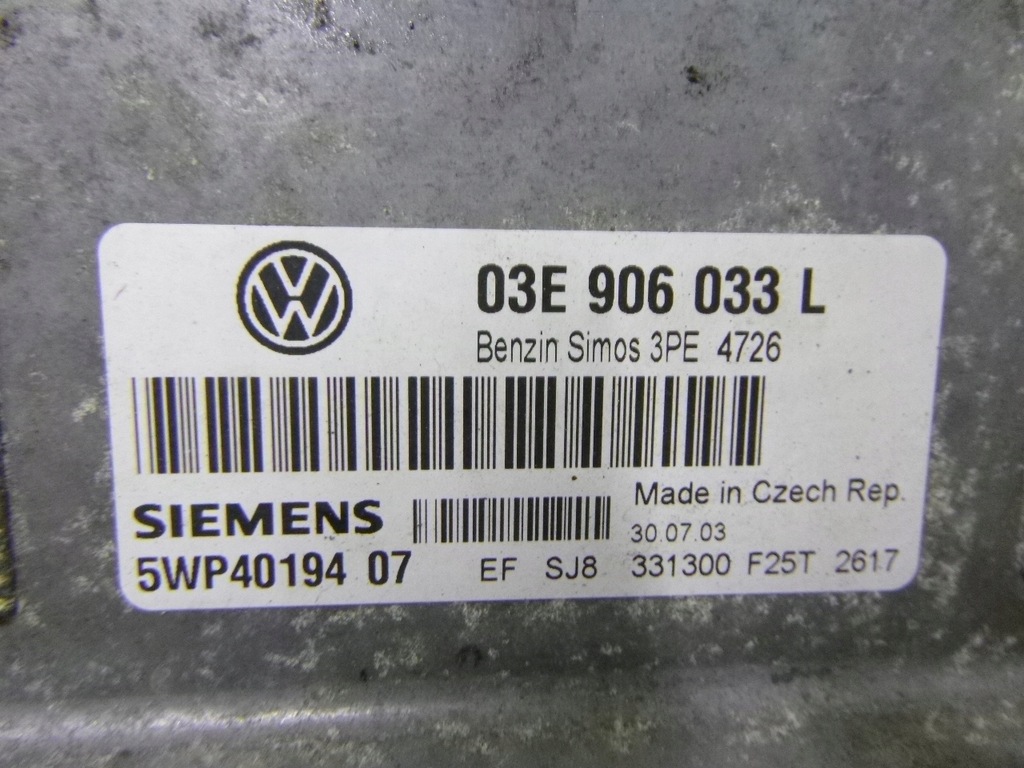 03E 906 033 L
Benzin Simos 3PE 4726
SIEMENS
Made in Czech Rep.
30.07.03
5WP40194 07
EF SJ8 331300 F25T 2617